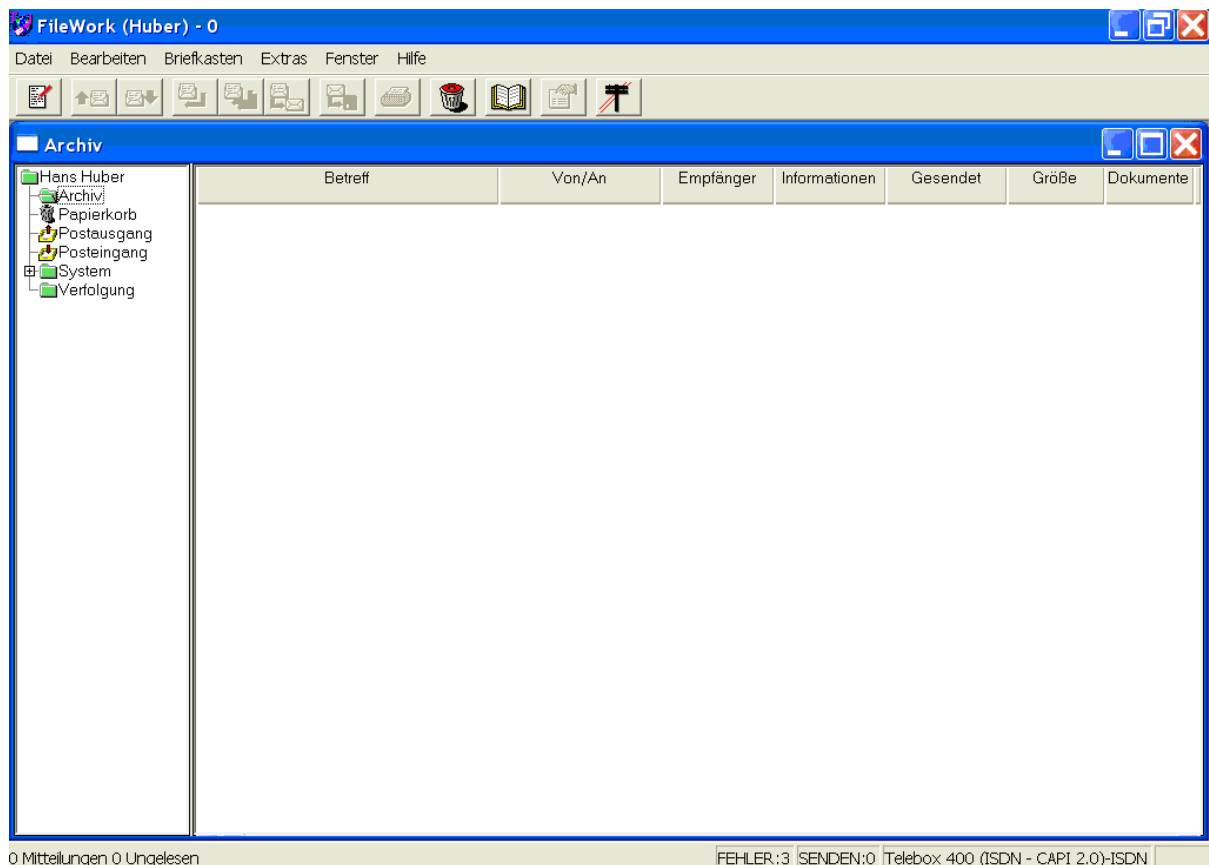 FileWork (Huber) - 0
Datei Bearbeiten Briefkasten Extras Fenster Hilfe
Archiv
Hans Huber
Archiv
Papierkorb
Postausgang
Posteingang
System
Verfolgung
Betreff Von/An Empfänger Informationen Gesendet Größe Dokumente
0 Mitteilungen 0 Ungelesen FEHLER:3 SENDEN:0 Telebox 400 (ISDN - CAPI 2.0)-ISDN